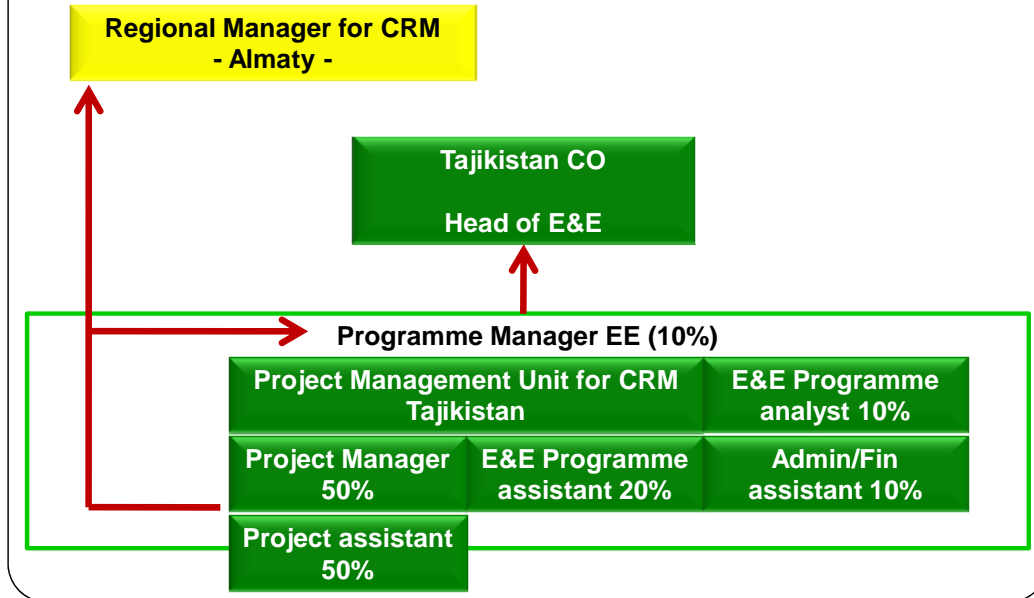 Regional Manager for CRM
- Almaty -
Tajikistan CO
Head of E&E
Programme Manager EE (10%)
Project Management Unit for CRM
Tajikistan
E&E Programme
analyst 10%
Project Manager
50%
E&E Programme
assistant 20%
Admin/Fin
assistant 10%
Project assistant
50%